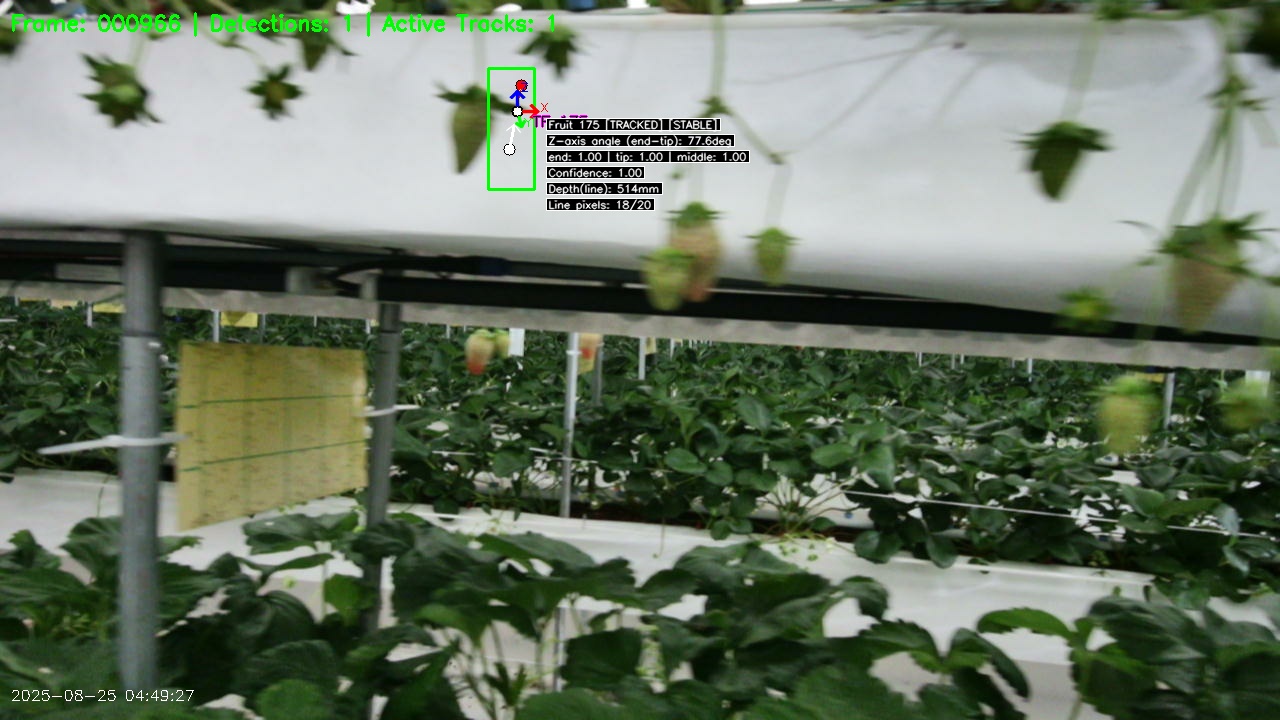 Frame: 000966 | Detections: 1 | Active Tracks: 1
X
Fruit 175 [TRACKED] [STABLE]
Z-axis angle (end-tip): 77.6deg
end: 1.00 | tip: 1.00 | middle: 1.00
Confidence: 1.00
Depth(line): 514mm
Line pixels: 18/20
2025-08-25 04:49:27